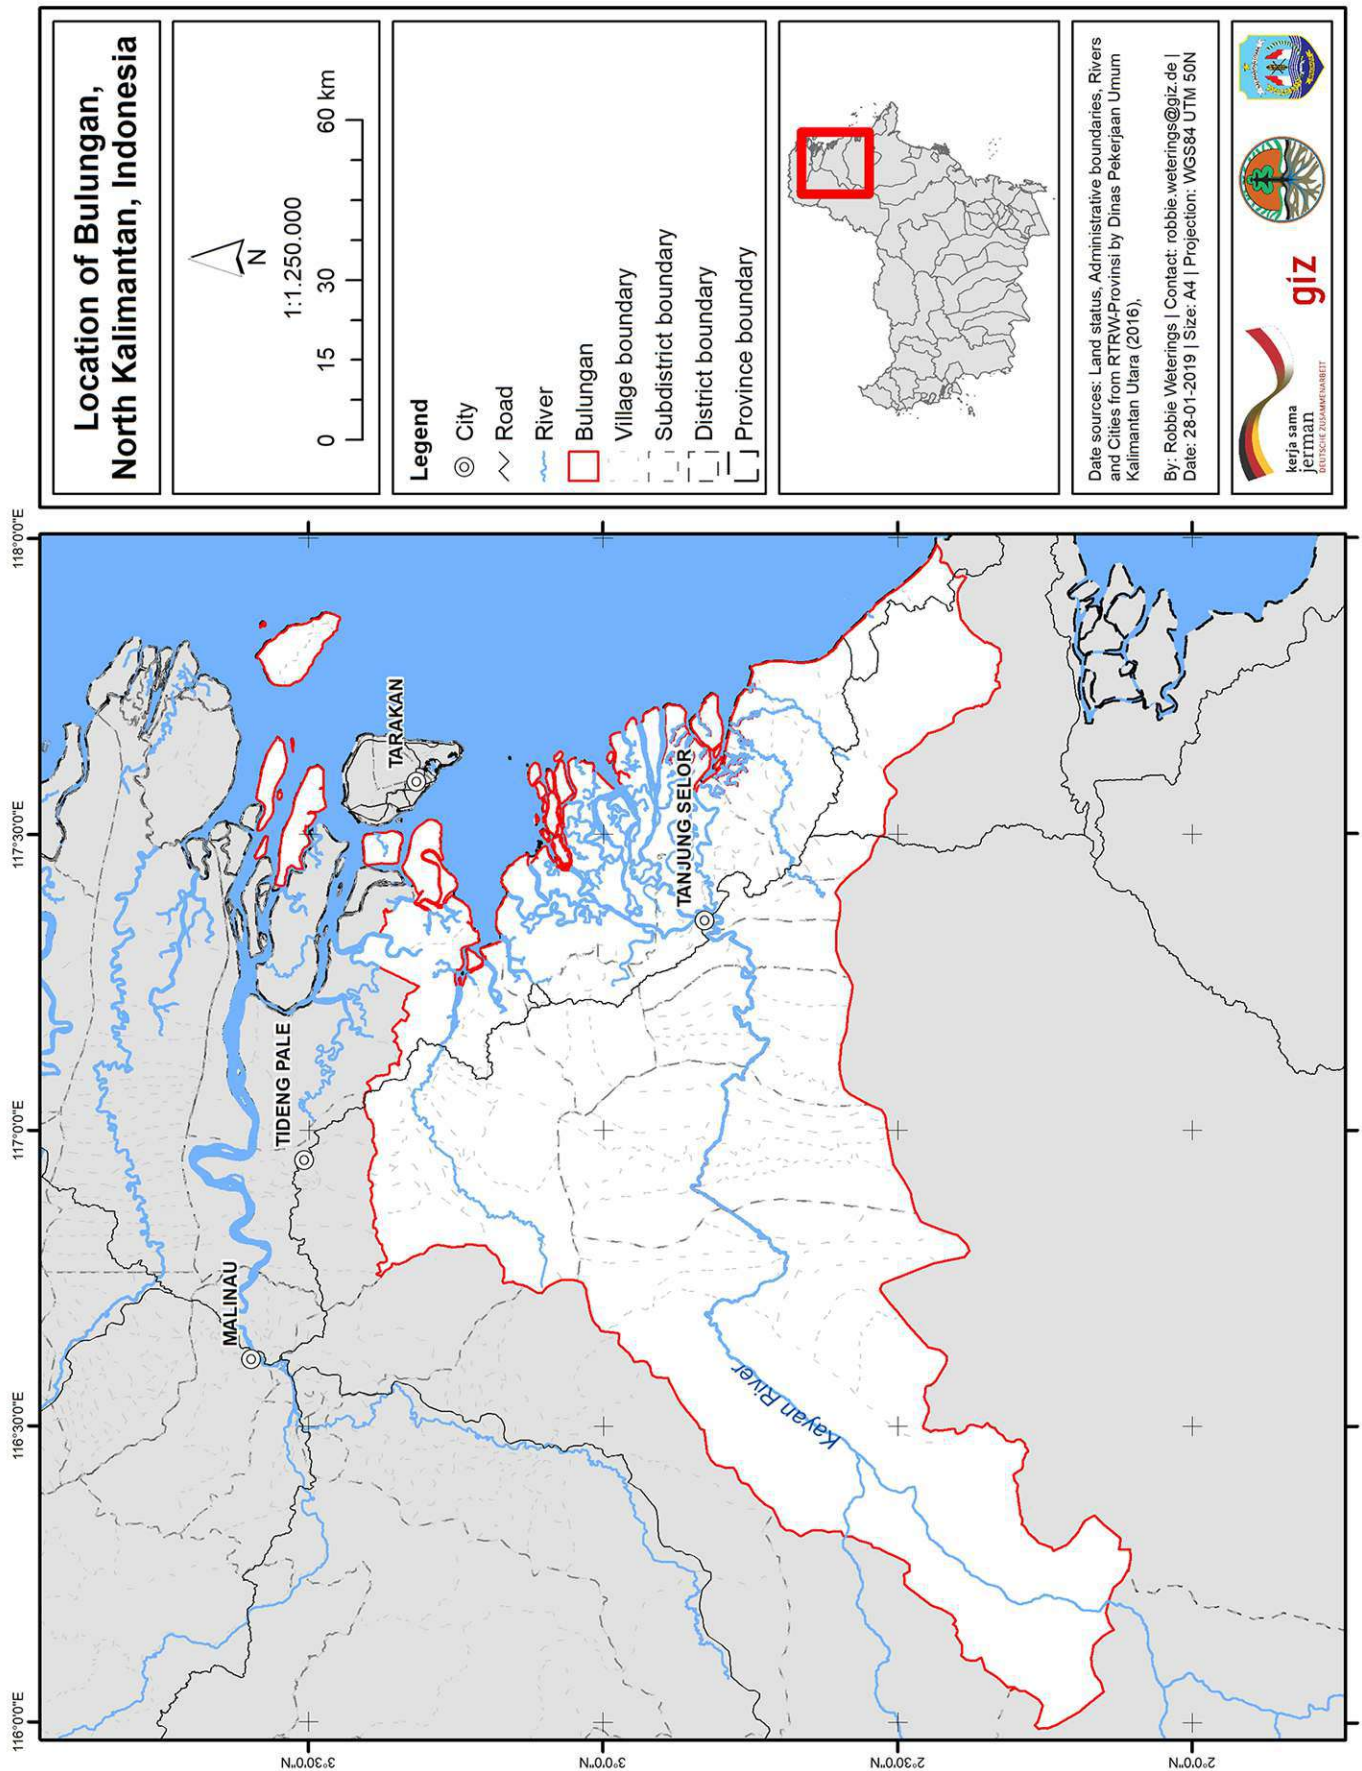 Location of Bulungan,
North Kalimantan, Indonesia
N
1:1.250.000
0 15 30 60 km
Legend
City
Road
River
Bulungan
Village boundary
Subdistrict boundary
District boundary
Province boundary
Date sources: Land status, Administrative boundaries, Rivers
and Cities from RTRW-Provinsi by Dinas Pekerjaan Umum
Kalimantan Utara (2016),
By: Robbie Weterings | Contact: robbie.weterings@giz.de |
Date: 28-01-2019 | Size: A4 | Projection: WGS84 UTM 50N
kerja sama
jerman
DEUTSCHE ZUSAMMENARBEIT
giz
116°0'0"E
116°30'0"E
117°0'0"E
117°30'0"E
118°0'0"E
3°30'0"N
3°0'0"N
2°30'0"N
2°0'0"N
MALINAU
TIDENG PALE
TARAKAN
TANJUNG SELOR
Kayan River